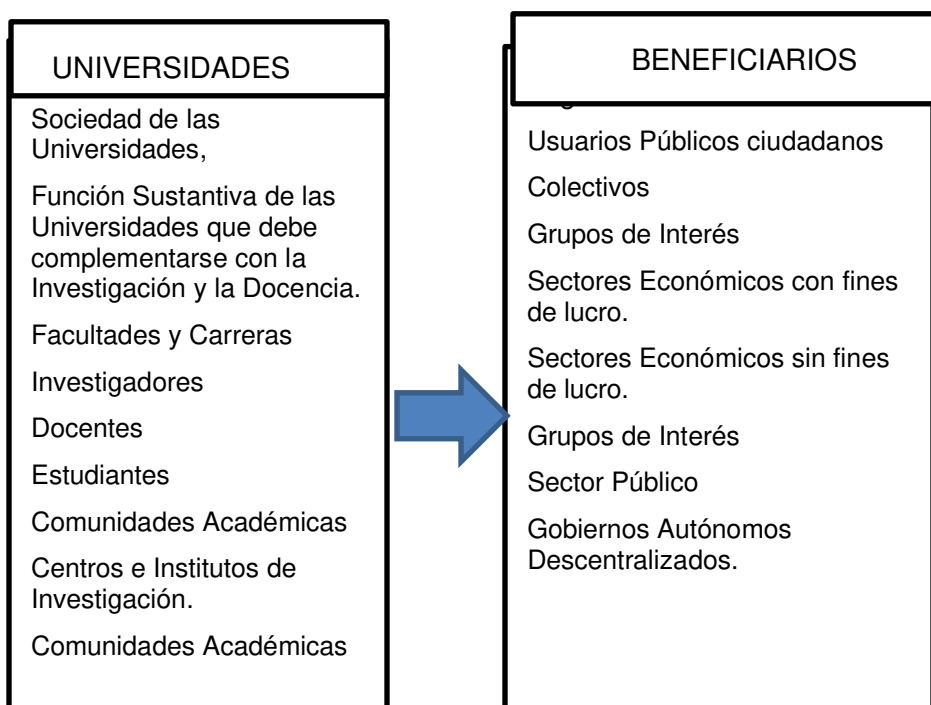 UNIVERSIDADES
Sociedad de las
Universidades,
Función Sustantiva de las
Universidades que debe
complementarse con la
Investigación y la Docencia.
Facultades y Carreras
Investigadores
Docentes
Estudiantes
Comunidades Académicas
Centros e Institutos de
Investigación.
Comunidades Académicas
BENEFICIARIOS
Usuarios Públicos ciudadanos
Colectivos
Grupos de Interés
Sectores Económicos con fines
de lucro.
Sectores Económicos sin fines
de lucro.
Grupos de Interés
Sector Público
Gobiernos Autónomos
Descentralizados.